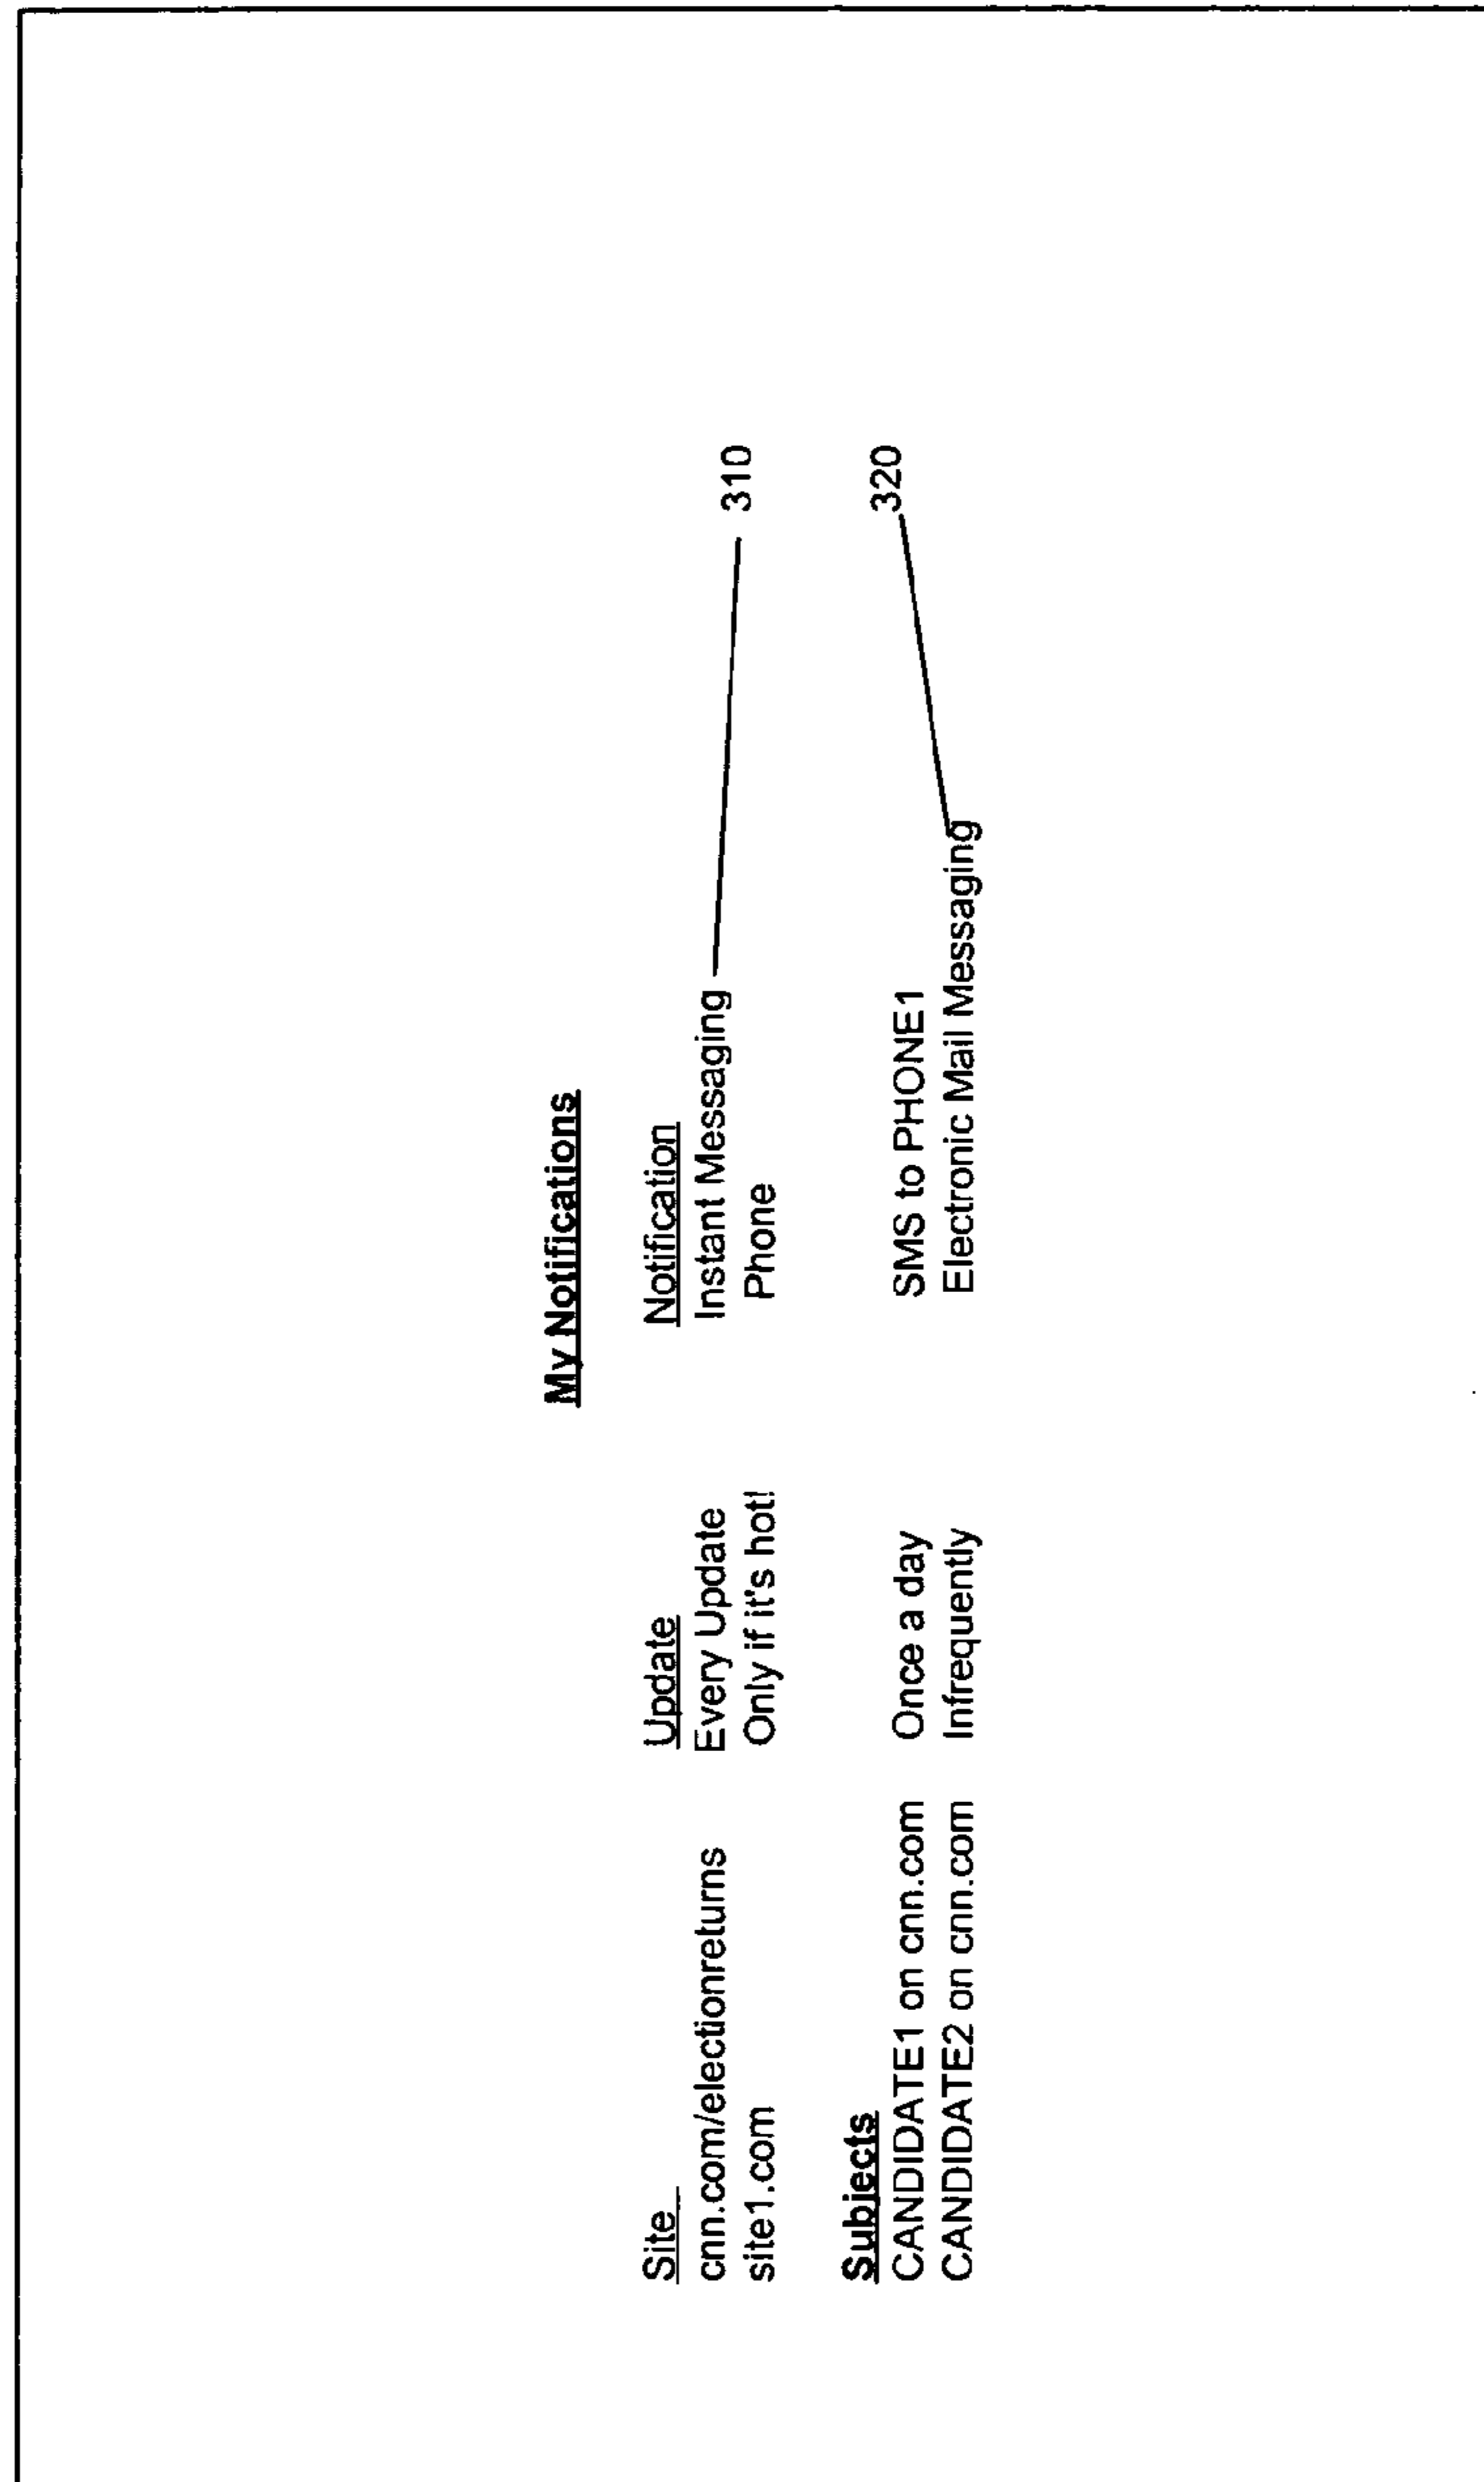 My Notifications
Site Update Notification
cnn.com/electionreturns Every Update Instant Messaging 310
site1.com Only if it's hot! Phone
Subjects
CANDIDATE1 on cnn.com Once a day SMS to PHONE1 320
CANDIDATE2 on cnn.com Infrequently Electronic Mail Messaging